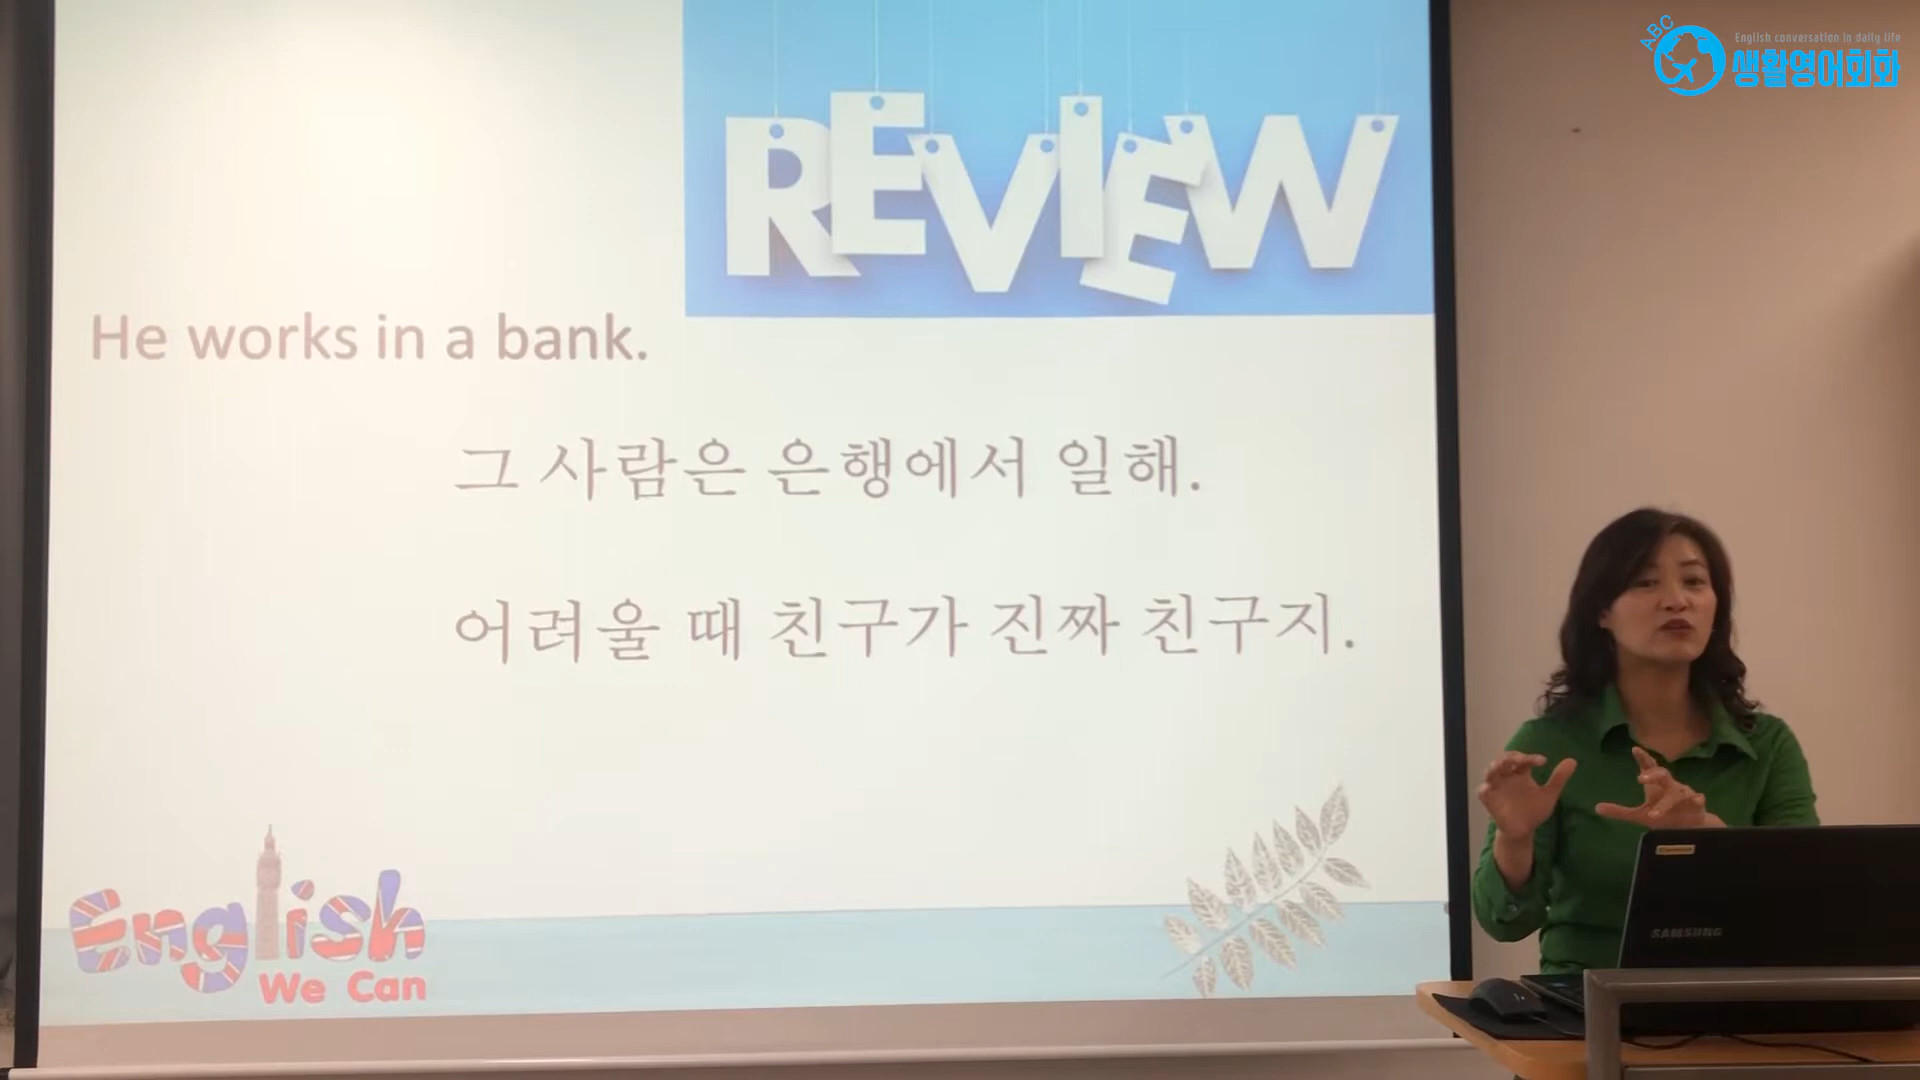 ABC
English conversation in daily life
생활영어회화
REVIEW
He works in a bank.
그 사람은 은행에서 일해.
어려울 때 친구가 진짜 친구지.
English
We Can
SAMSUNG